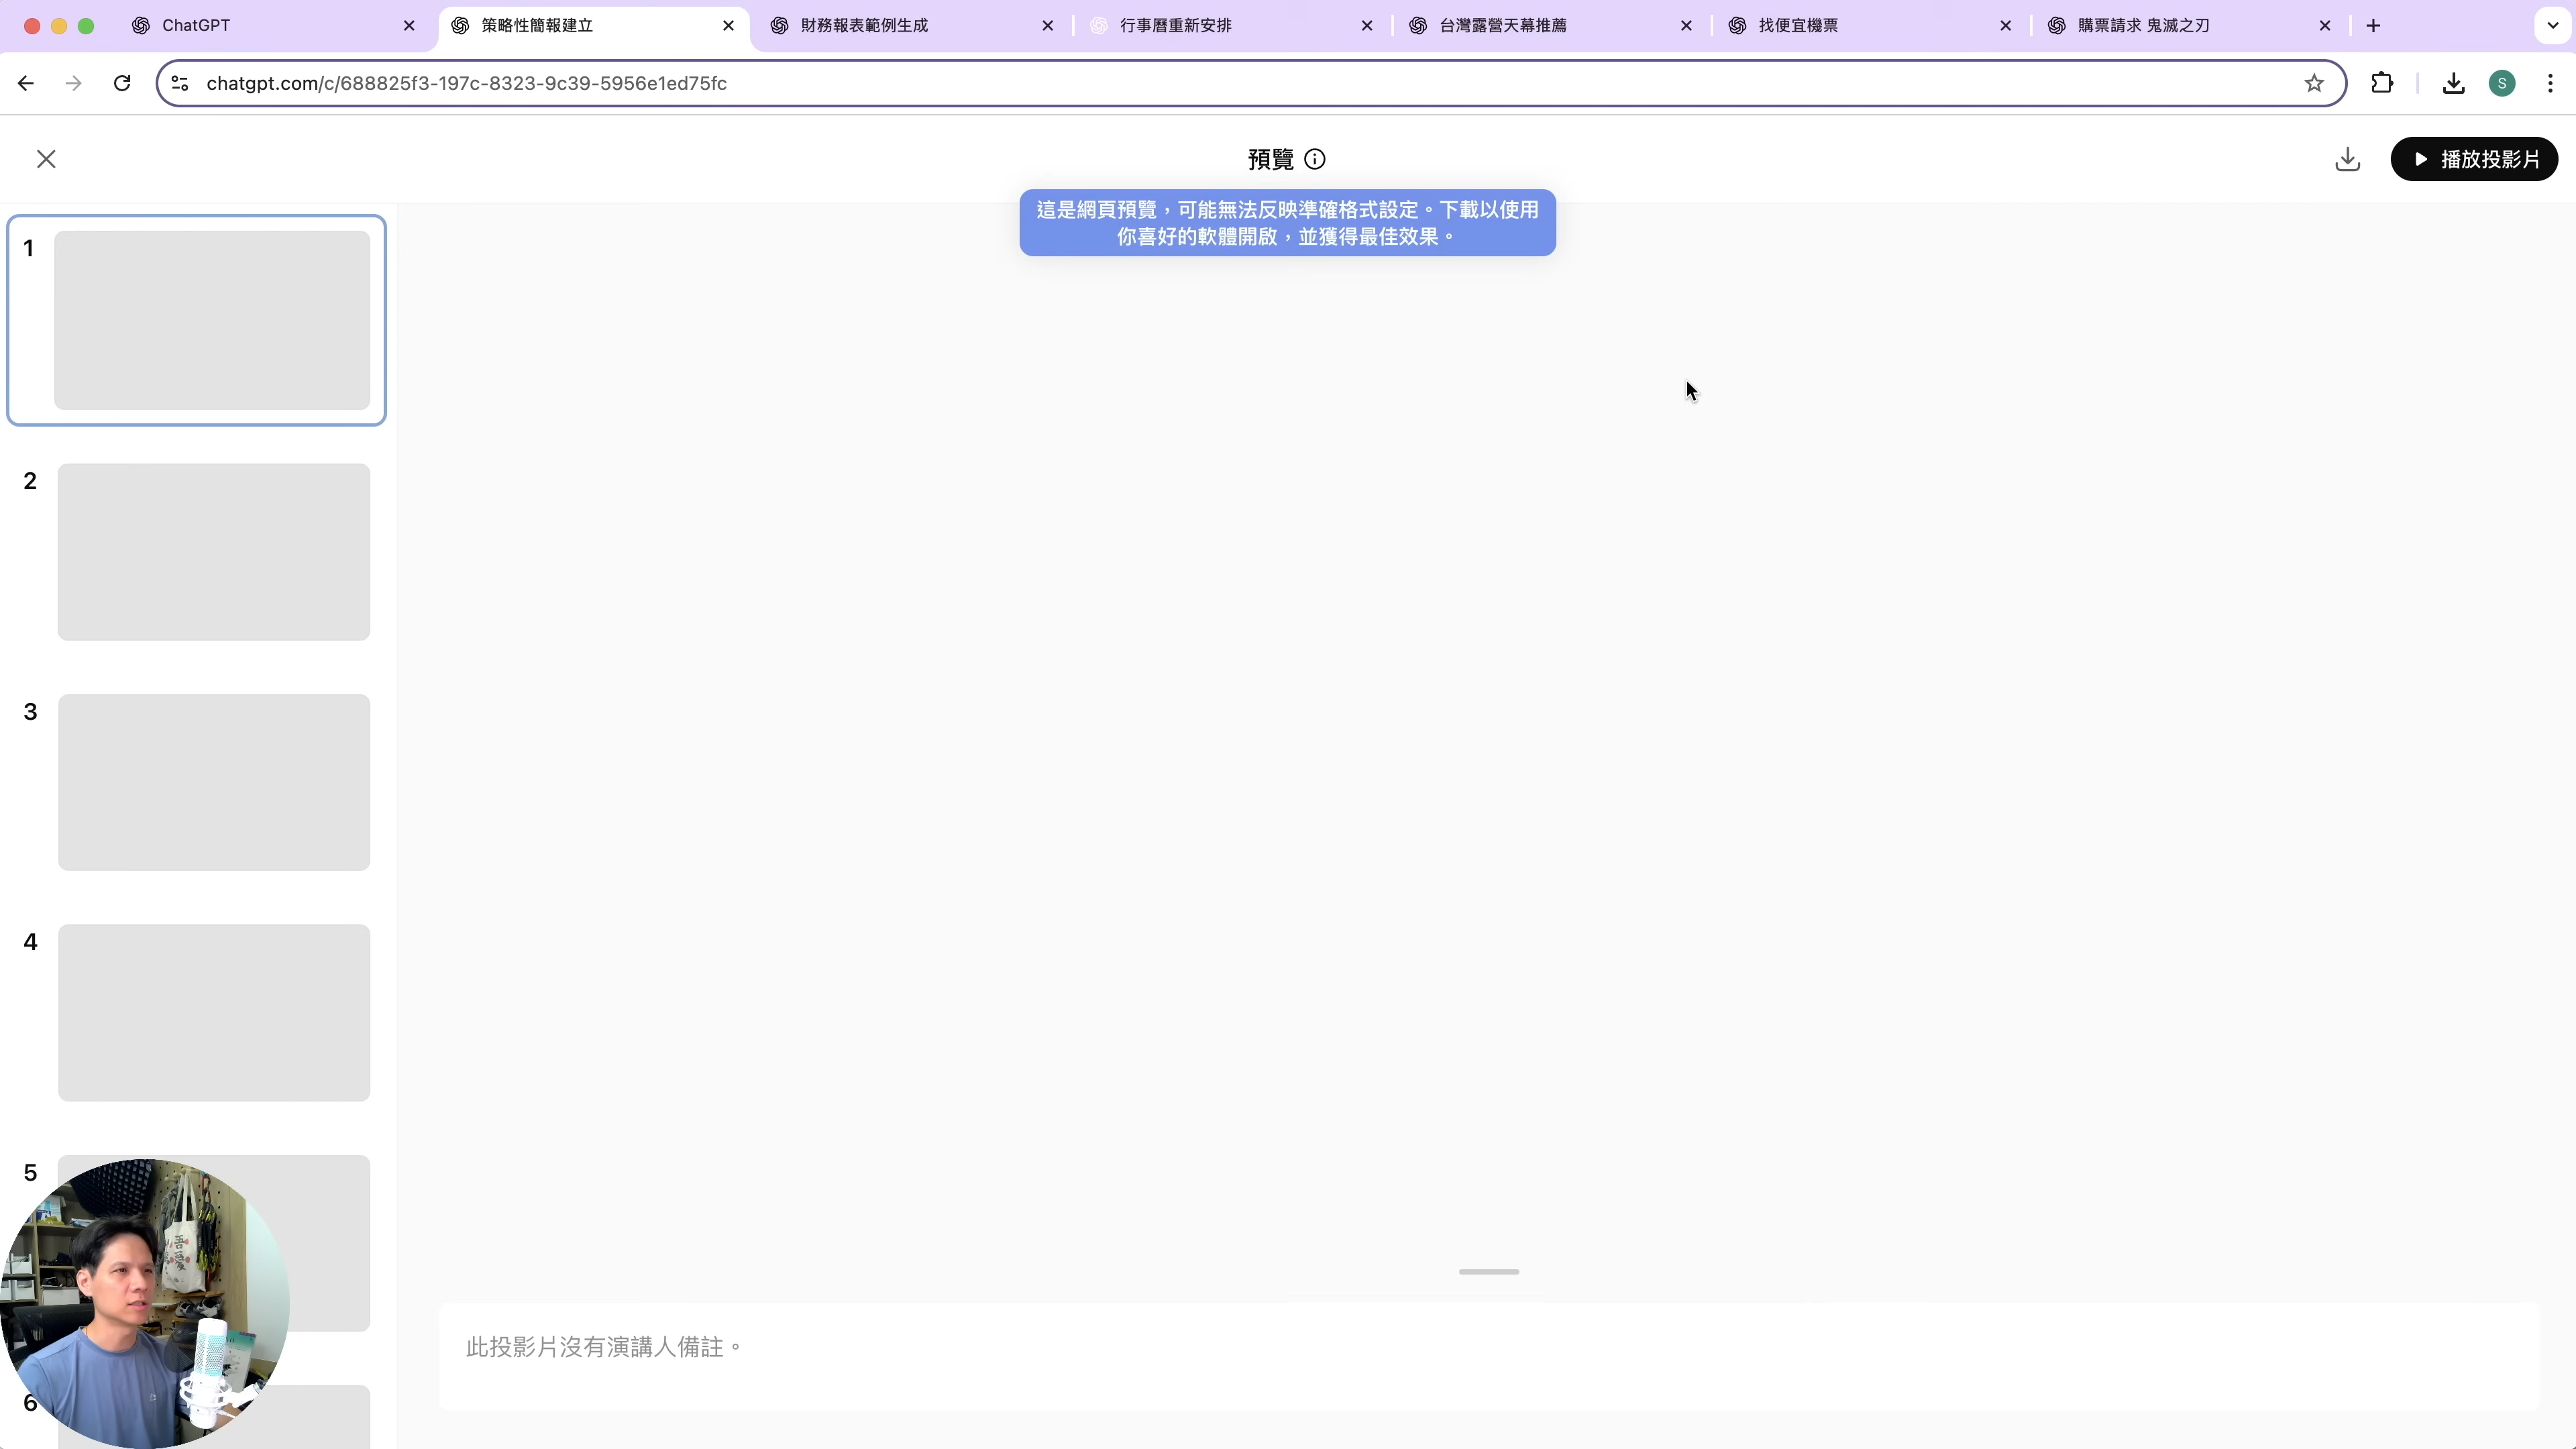 ChatGPT
策略性簡報建立
財務報表範例生成
行事曆重新安排
台灣露營天幕推薦
找便宜機票
購票請求 鬼滅之刃
chatgpt.com/c/688825f3-197c-8323-9c39-5956e1ed75fc
S
預覽
播放投影片
這是網頁預覽，可能無法反映準確格式設定。下載以使用
你喜好的軟體開啟，並獲得最佳效果。
1
2
3
4
5
6
此投影片沒有演講人備註。